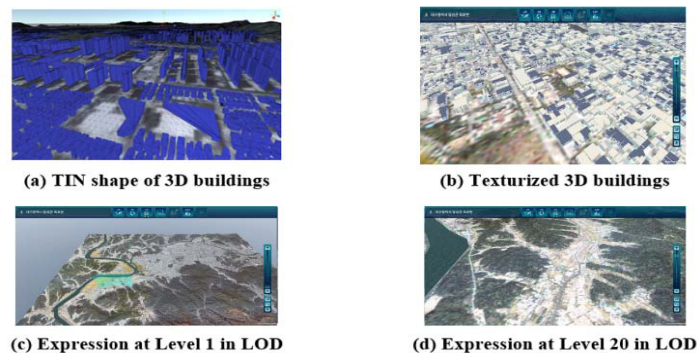 (a) TIN shape of 3D buildings
(b) Texturized 3D buildings
(c) Expression at Level 1 in LOD
(d) Expression at Level 20 in LOD